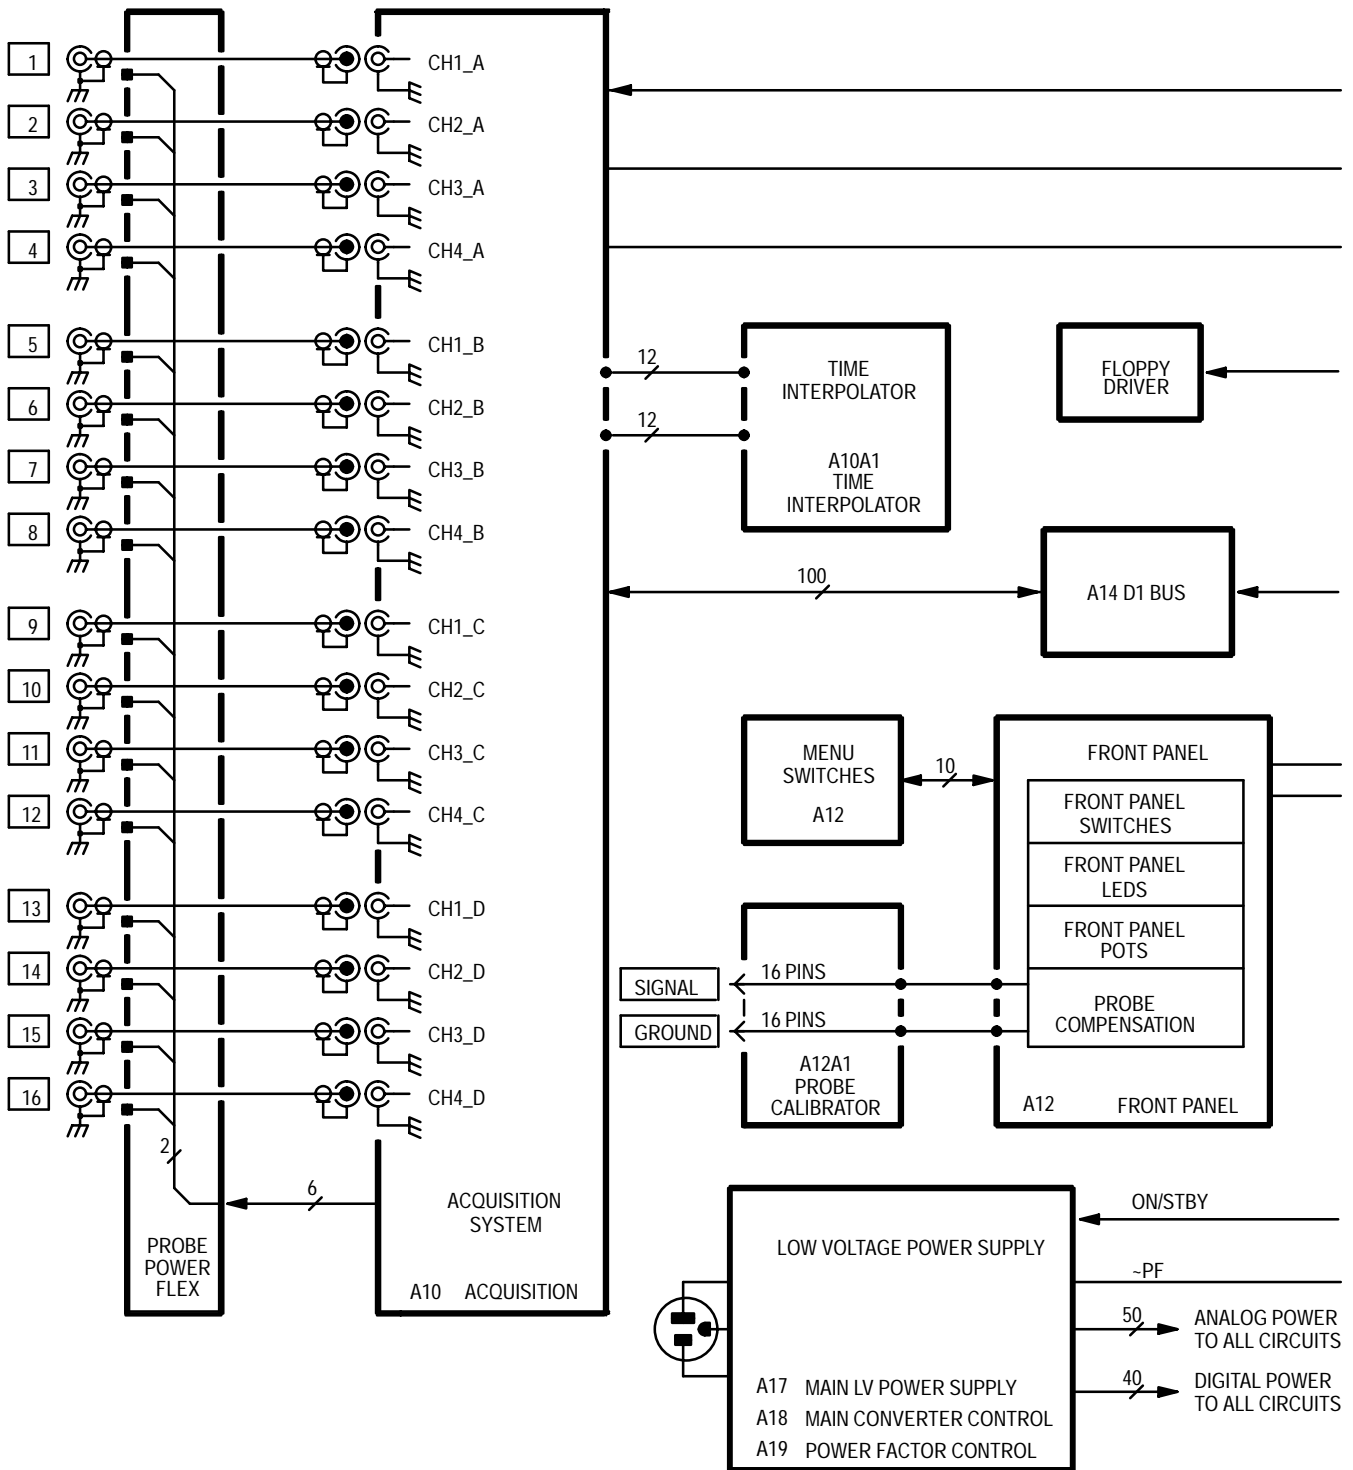 1
CH1_A
2
CH2_A
3
CH3_A
4
CH4_A
5
CH1_B
6
CH2_B
7
CH3_B
8
CH4_B
9
CH1_C
10
CH2_C
11
CH3_C
12
CH4_C
13
CH1_D
14
CH2_D
15
CH3_D
16
CH4_D
2
6
PROBE
POWER
FLEX
ACQUISITION
SYSTEM
A10 ACQUISITION
12
12
TIME
INTERPOLATOR
A10A1
TIME
INTERPOLATOR
FLOPPY
DRIVER
100
A14 D1 BUS
MENU
SWITCHES
A12
10
FRONT PANEL
FRONT PANEL
SWITCHES
FRONT PANEL
LEDS
FRONT PANEL
POTS
PROBE
COMPENSATION
A12 FRONT PANEL
SIGNAL
16 PINS
GROUND
16 PINS
A12A1
PROBE
CALIBRATOR
LOW VOLTAGE POWER SUPPLY
A17 MAIN LV POWER SUPPLY
A18 MAIN CONVERTER CONTROL
A19 POWER FACTOR CONTROL
ON/STBY
~PF
50
ANALOG POWER
TO ALL CIRCUITS
40
DIGITAL POWER
TO ALL CIRCUITS